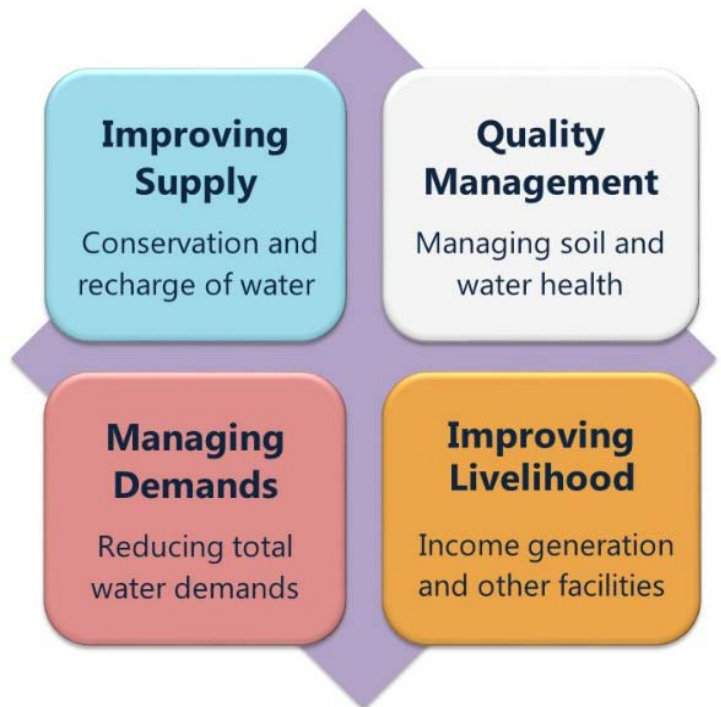 Improving
Supply
Conservation and
recharge of water
Quality
Management
Managing soil and
water health
Managing
Demands
Reducing total
water demands
Improving
Livelihood
Income generation
and other facilities